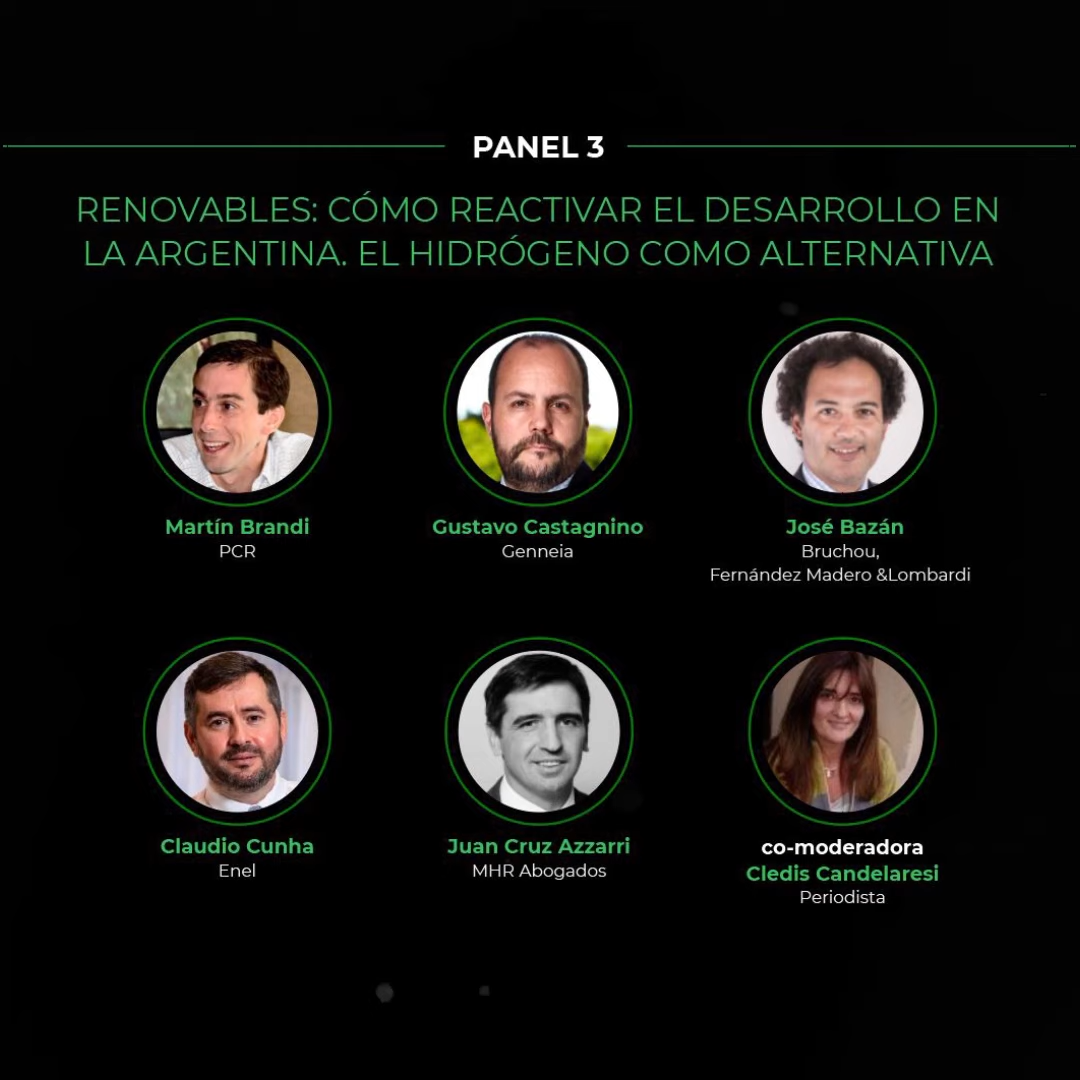 PANEL 3
RENOVABLES: CÓMO REACTIVAR EL DESARROLLO EN
LA ARGENTINA. EL HIDRÓGENO COMO ALTERNATIVA
Martín Brandi
PCR
Gustavo Castagnino
Genneia
José Bazán
Bruchou,
Fernández Madero &Lombardi
Claudio Cunha
Enel
Juan Cruz Azzarri
MHR Abogados
co-moderadora
Cledis Candelaresi
Periodista